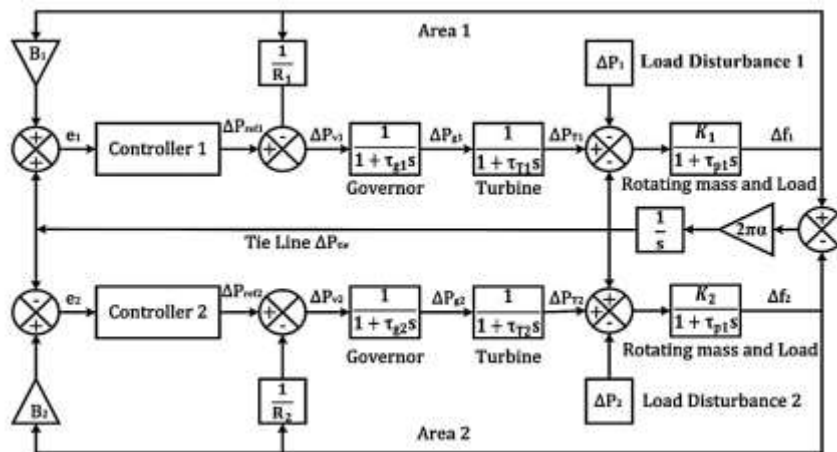 Area 1
B₁
1
R₁
ΔP₁ Load Disturbance 1
+ + e₁ Controller 1 ΔPref1 + - ΔPv1 1 ΔPg1 1 ΔPT1 + - - K₁ Δf₁
1 + τg1s 1 + τT1s 1 + τp1s
Governor Turbine Rotating mass and Load
Tie Line ΔPtie 1 2πα + -
s
- + e₂ Controller 2 ΔPref2 + - ΔPv2 1 ΔPg2 1 ΔPT2 + + - K₂ Δf₂
1 + τg2s 1 + τT2s 1 + τp1s
Governor Turbine Rotating mass and Load
B₂
1
R₂
ΔP₂ Load Disturbance 2
Area 2